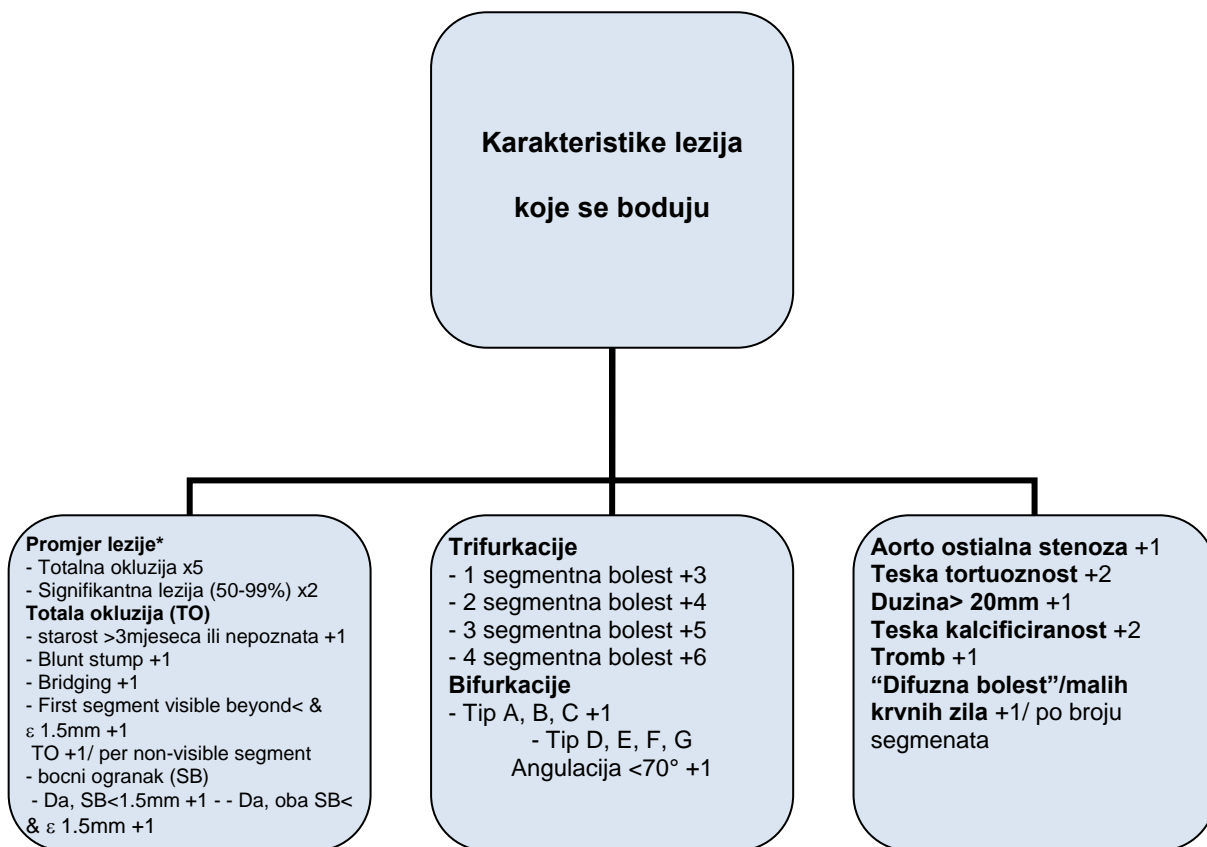 Karakteristike lezija
koje se boduju
Promjer lezije*
- Totalna okluzija x5
- Signifikantna lezija (50-99%) x2
Totala okluzija (TO)
- starost >3mjeseca ili nepoznata +1
- Blunt stump +1
- Bridging +1
- First segment visible beyond< &
ε 1.5mm +1
TO +1/ per non-visible segment
- bocni ogranak (SB)
- Da, SB<1.5mm +1 - - Da, oba SB<
& ε 1.5mm +1
Trifurkacije
- 1 segmentna bolest +3
- 2 segmentna bolest +4
- 3 segmentna bolest +5
- 4 segmentna bolest +6
Bifurkacije
- Tip A, B, C +1
- Tip D, E, F, G
Angulacija <70° +1
Aorto ostialna stenoza +1
Teska tortuoznost +2
Duzina> 20mm +1
Teska kalcificiranost +2
Tromb +1
“Difuzna bolest”/malih
krvnih zila +1/ po broju
segmenata